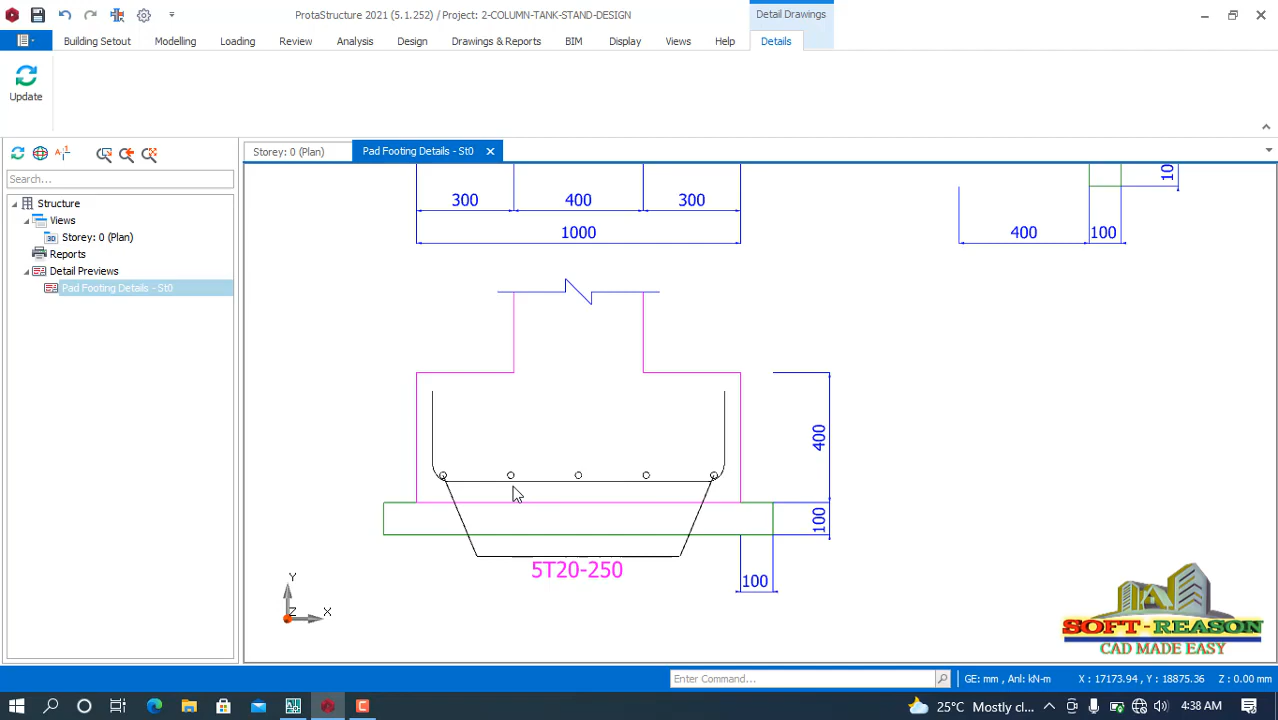 ProtaStructure 2021 (5.1.252) / Project: 2-COLUMN-TANK-STAND-DESIGN
Detail Drawings
Building Setout Modelling Loading Review Analysis Design Drawings & Reports BIM Display Views Help Details
Update
Storey: 0 (Plan)
Pad Footing Details - St0
Search...
Structure
Views
3D Storey: 0 (Plan)
Reports
Detail Previews
Pad Footing Details - St0
300 400 300
1000
10
400 100
400
100
5T20-250
100
Y
Z X
SOFT-REASON
CAD MADE EASY
Enter Command...
GE: mm , Anl: kN-m
X : 17173.94 , Y : 18875.36
Z : 0.00 mm
25°C Mostly cl...
4:38 AM